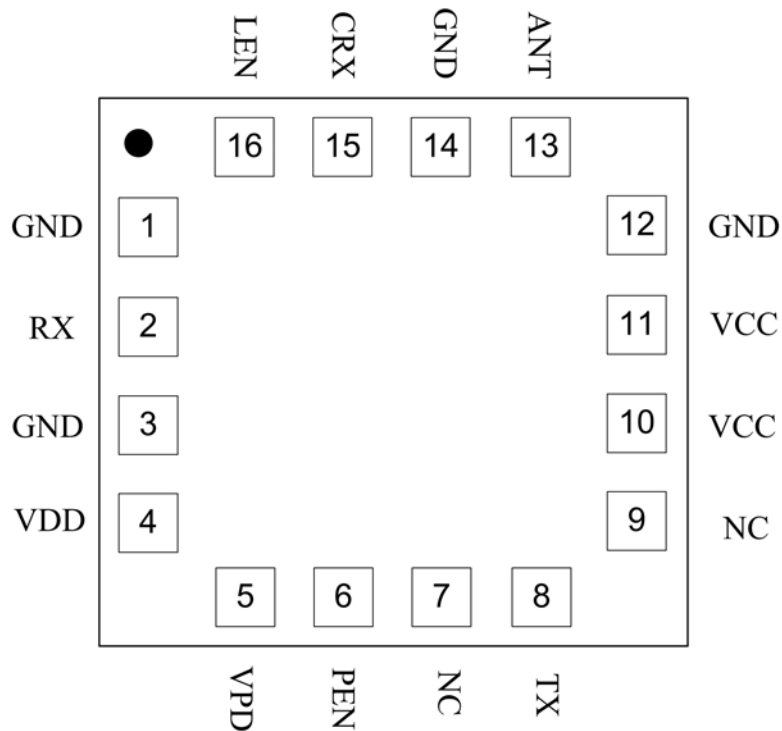 LEN CRX GND ANT
16 15 14 13
GND 1 12 GND
RX 2 11 VCC
GND 3 10 VCC
VDD 4 9 NC
5 6 7 8
VPD PEN NC TX